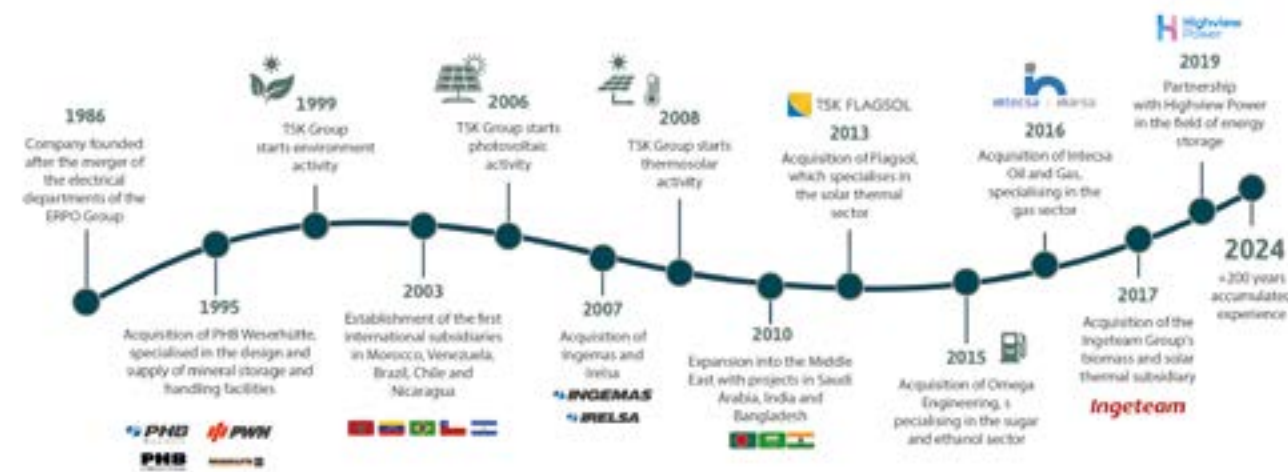 1986
Company founded
after the merger of
the electrical
departments of the
ERPO Group
1995
Acquisition of PHB Weserhütte,
specialised in the design and
supply of mineral storage and
handling facilities
PHB
PWH
PHB
1999
TSK Group
starts environment
activity
2003
Establishment of the first
international subsidiaries
in Morocco, Venezuela,
Brazil, Chile and
Nicaragua
2006
TSK Group starts
photovoltaic
activity
2007
Acquisition of
Ingemas and
Irelsa
INGEMAS
IRELSA
2008
TSK Group starts
thermosolar
activity
2010
Expansion into the Middle
East with projects in Saudi
Arabia, India and
Bangladesh
TSK FLAGSOL
2013
Acquisition of Flagsol,
which specialises in
the solar thermal
sector
2015
Acquisition of Omega
Engineering, s
pecialising in the sugar
and ethanol sector
intecsa
2016
Acquisition of Intecsa
Oil and Gas,
specialising in the
gas sector
2017
Acquisition of the
Ingeteam Group's
biomass and solar
thermal subsidiary
Ingeteam
Highview
Power
2019
Partnership
with Highview Power
in the field of energy
storage
2024
+200 years
accumulated
experience